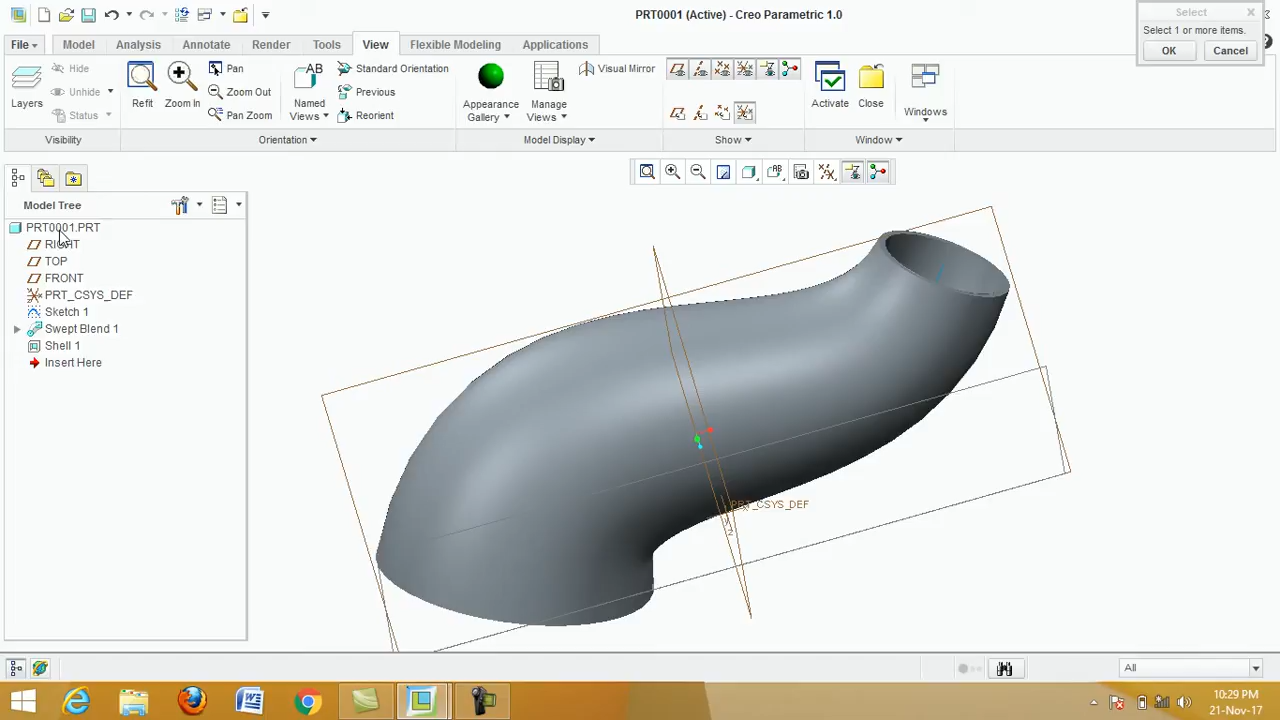 PRT0001 (Active) - Creo Parametric 1.0
Select
Select 1 or more items.
OK
Cancel
File
Model
Analysis
Annotate
Render
Tools
View
Flexible Modeling
Applications
Layers
Hide
Unhide
Status
Visibility
Refit
Zoom In
Pan
Zoom Out
Pan Zoom
Named Views
Standard Orientation
Previous
Reorient
Orientation
Appearance Gallery
Manage Views
Visual Mirror
Model Display
Show
Activate
Close
Windows
Window
Model Tree
PRT0001.PRT
RIGHT
TOP
FRONT
PRT_CSYS_DEF
Sketch 1
Swept Blend 1
Shell 1
Insert Here
PRT_CSYS_DEF
All
10:29 PM
21-Nov-17